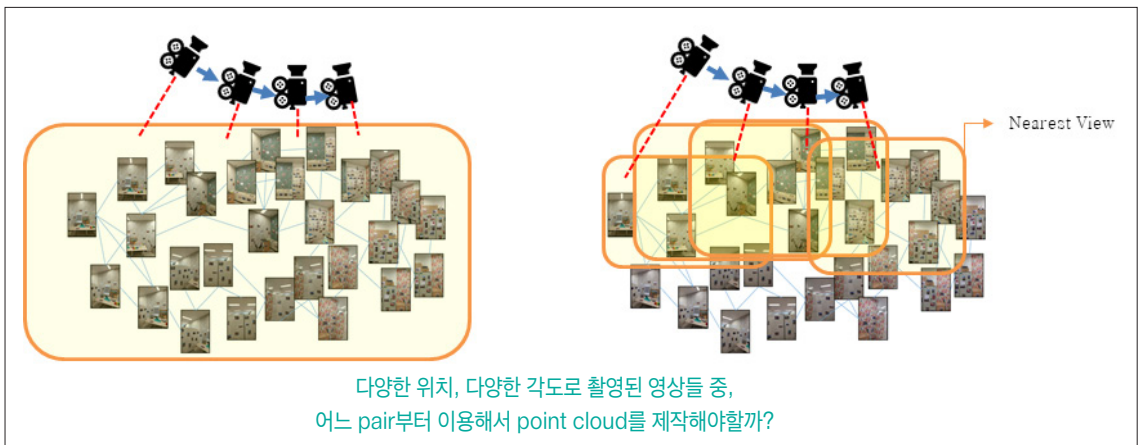 Nearest View
다양한 위치, 다양한 각도로 촬영된 영상들 중,
어느 pair부터 이용해서 point cloud를 제작해야할까?